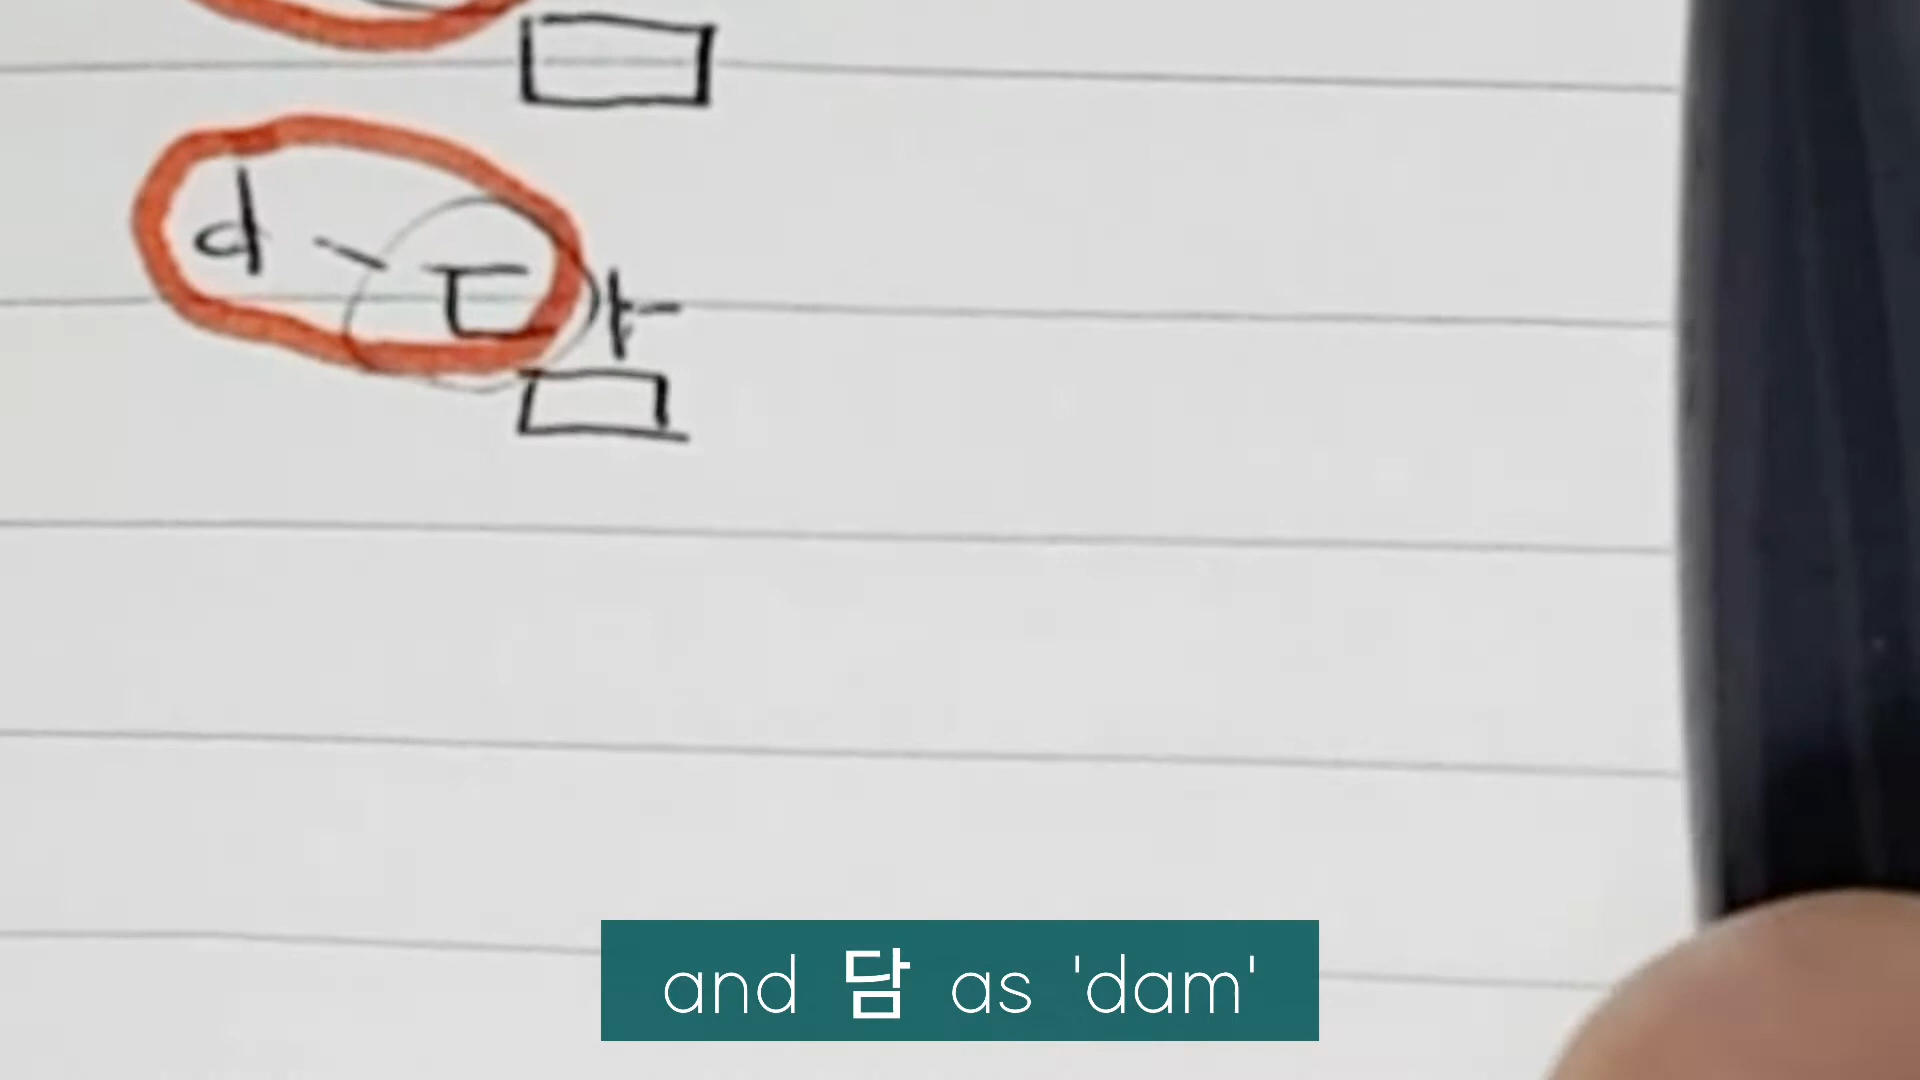 ㅁ
d - 담
and 담 as 'dam'